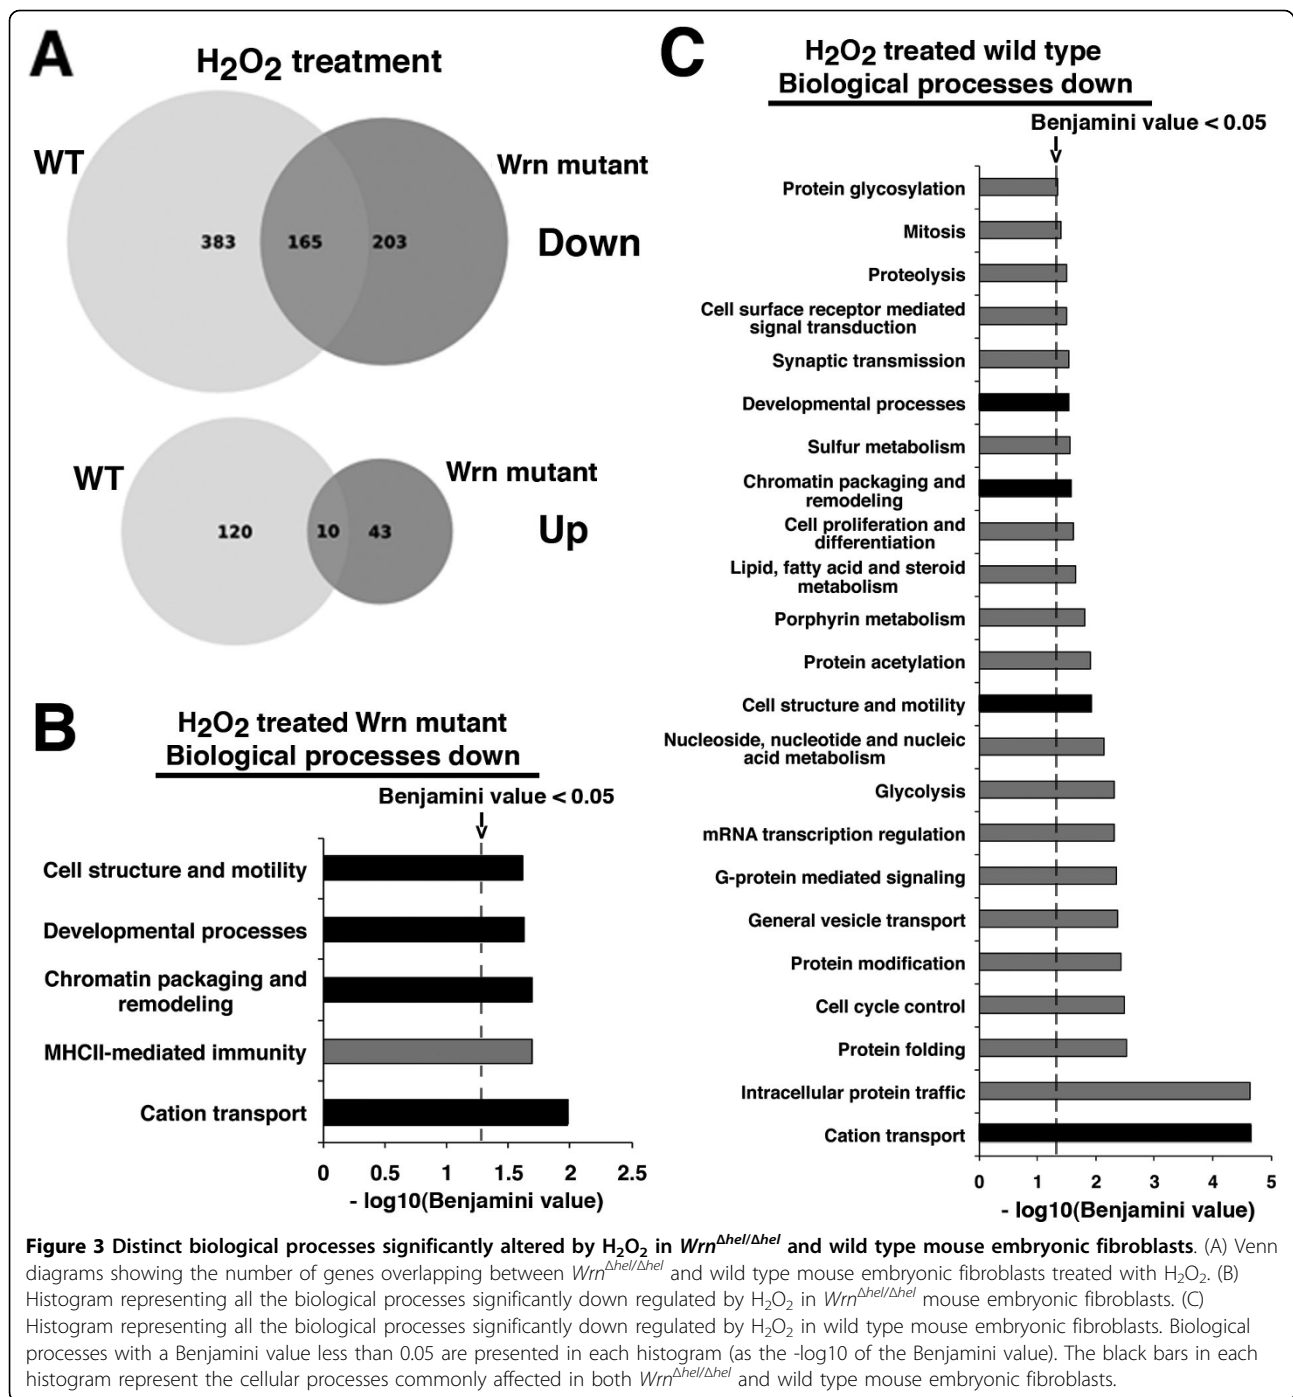 A
H2O2 treatment
WT
Wrn mutant
383
165
203
Down
WT
Wrn mutant
120
10
43
Up
B
H2O2 treated Wrn mutant
Biological processes down
Benjamini value < 0.05
Cell structure and motility
Developmental processes
Chromatin packaging and
remodeling
MHCII-mediated immunity
Cation transport
0 0.5 1 1.5 2 2.5
- log10(Benjamini value)
C
H2O2 treated wild type
Biological processes down
Benjamini value < 0.05
Protein glycosylation
Mitosis
Proteolysis
Cell surface receptor mediated
signal transduction
Synaptic transmission
Developmental processes
Sulfur metabolism
Chromatin packaging and
remodeling
Cell proliferation and
differentiation
Lipid, fatty acid and steroid
metabolism
Porphyrin metabolism
Protein acetylation
Cell structure and motility
Nucleoside, nucleotide and nucleic
acid metabolism
Glycolysis
mRNA transcription regulation
G-protein mediated signaling
General vesicle transport
Protein modification
Cell cycle control
Protein folding
Intracellular protein traffic
Cation transport
0 1 2 3 4 5
- log10(Benjamini value)
Figure 3 Distinct biological processes significantly altered by H2O2 in WrnΔhel/Δhel and wild type mouse embryonic fibroblasts. (A) Venn
diagrams showing the number of genes overlapping between WrnΔhel/Δhel and wild type mouse embryonic fibroblasts treated with H2O2. (B)
Histogram representing all the biological processes significantly down regulated by H2O2 in WrnΔhel/Δhel mouse embryonic fibroblasts. (C)
Histogram representing all the biological processes significantly down regulated by H2O2 in wild type mouse embryonic fibroblasts. Biological
processes with a Benjamini value less than 0.05 are presented in each histogram (as the -log10 of the Benjamini value). The black bars in each
histogram represent the cellular processes commonly affected in both WrnΔhel/Δhel and wild type mouse embryonic fibroblasts.